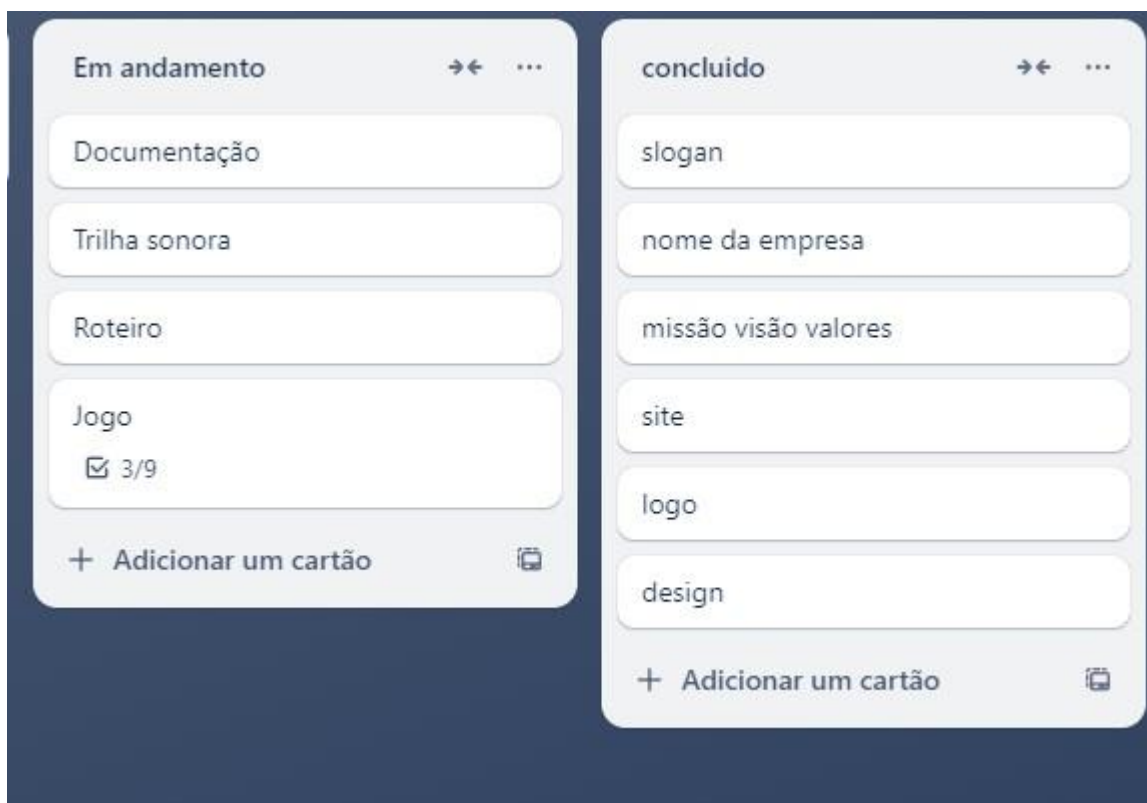 Em andamento
Documentação
Trilha sonora
Roteiro
Jogo
3/9
+ Adicionar um cartão
concluido
slogan
nome da empresa
missão visão valores
site
logo
design
+ Adicionar um cartão